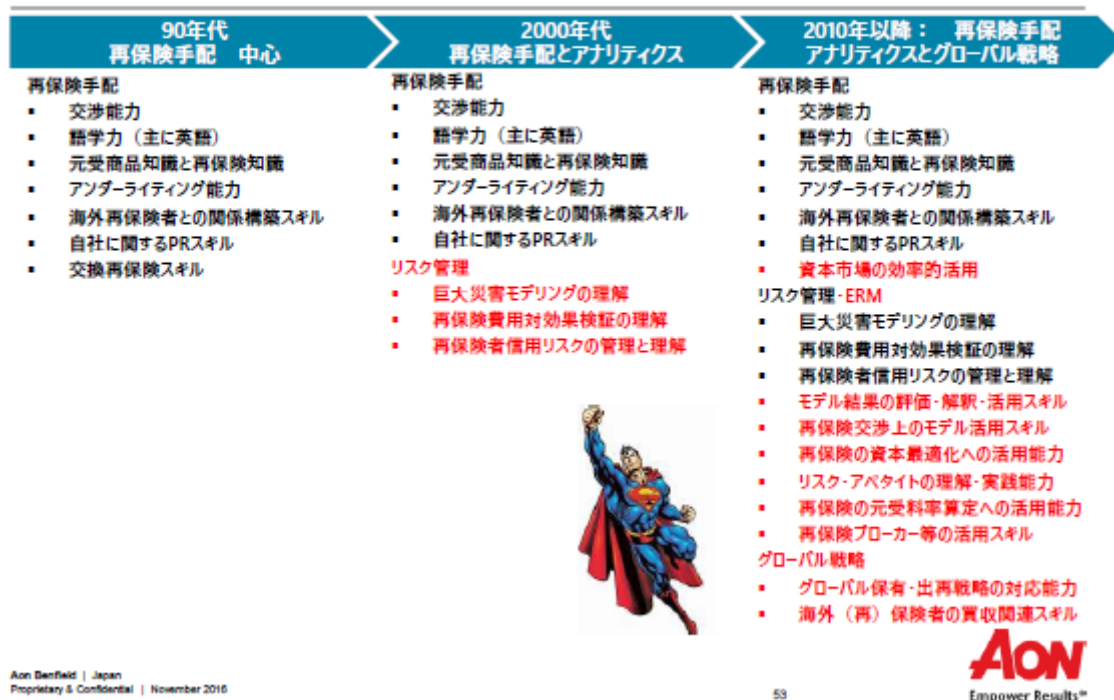 90年代
再保険手配 中心
2000年代
再保険手配とアナリティクス
2010年以降： 再保険手配
アナリティクスとグローバル戦略
再保険手配
▪ 交渉能力
▪ 語学力（主に英語）
▪ 元受商品知識と再保険知識
▪ アンダーライティング能力
▪ 海外再保険者との関係構築スキル
▪ 自社に関するPRスキル
▪ 交換再保険スキル
再保険手配
▪ 交渉能力
▪ 語学力（主に英語）
▪ 元受商品知識と再保険知識
▪ アンダーライティング能力
▪ 海外再保険者との関係構築スキル
▪ 自社に関するPRスキル
リスク管理
▪ 巨大災害モデリングの理解
▪ 再保険費用対効果検証の理解
▪ 再保険者信用リスクの管理と理解
再保険手配
▪ 交渉能力
▪ 語学力（主に英語）
▪ 元受商品知識と再保険知識
▪ アンダーライティング能力
▪ 海外再保険者との関係構築スキル
▪ 自社に関するPRスキル
▪ 資本市場の効率的活用
リスク管理・ERM
▪ 巨大災害モデリングの理解
▪ 再保険費用対効果検証の理解
▪ 再保険者信用リスクの管理と理解
▪ モデル結果の評価・解釈・活用スキル
▪ 再保険交渉上のモデル活用スキル
▪ 再保険の資本最適化への活用能力
▪ リスク・アペタイトの理解・実践能力
▪ 再保険の元受料率算定への活用能力
▪ 再保険ブローカー等の活用スキル
グローバル戦略
▪ グローバル保有・出再戦略の対応能力
▪ 海外（再）保険者の買収関連スキル
Aon Benfield | Japan
Proprietary & Confidential | November 2016
53
AON
Empower Results™